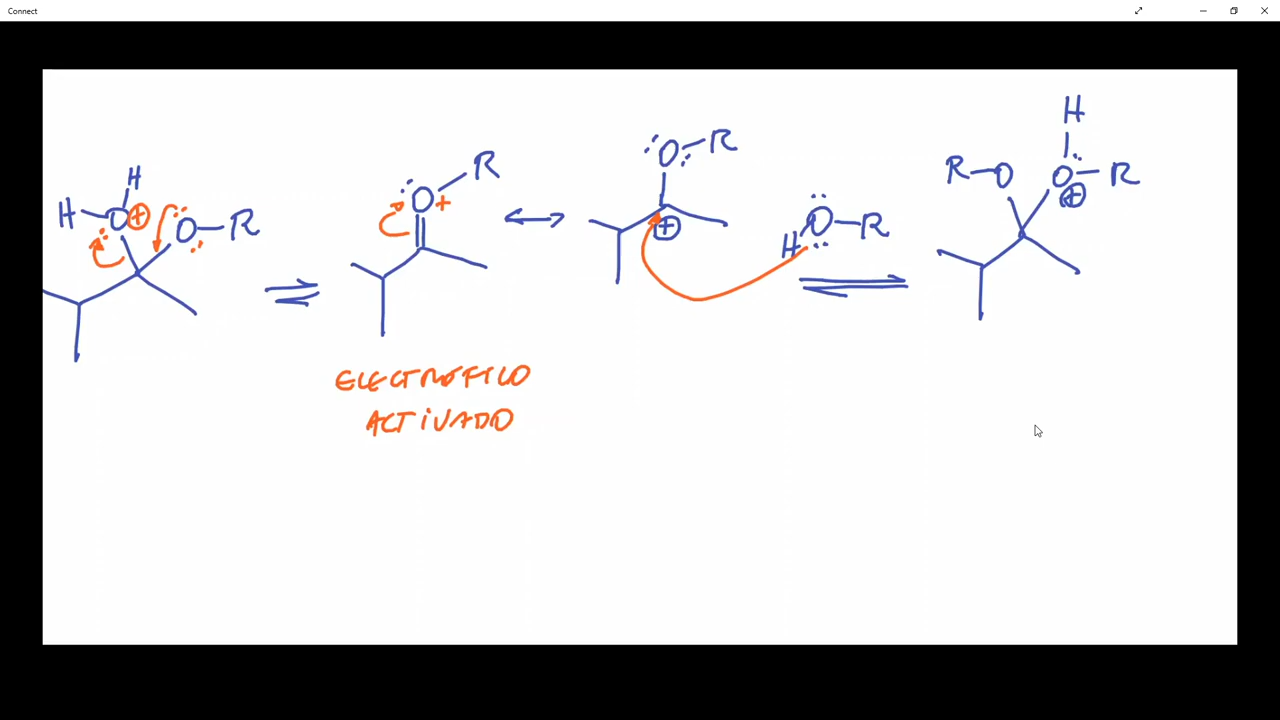 Connect
H
H–O⊕ O–R
O+ R
:O–R
⊕
H O–R
H
R–O O–R
⊕
ELECTROFILO
ACTIVADO